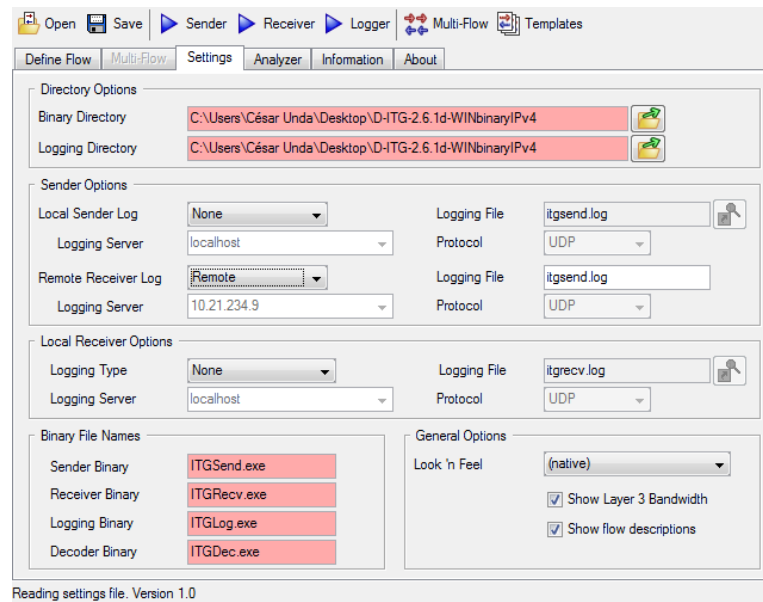 Open Save Sender Receiver Logger Multi-Flow Templates
Define Flow Multi-Flow Settings Analyzer Information About
Directory Options
Binary Directory C:\Users\César Unda\Desktop\D-ITG-2.6.1d-WINbinaryIPv4
Logging Directory C:\Users\César Unda\Desktop\D-ITG-2.6.1d-WINbinaryIPv4
Sender Options
Local Sender Log None Logging File itgsend.log
Logging Server localhost Protocol UDP
Remote Receiver Log Remote Logging File itgsend.log
Logging Server 10.21.234.9 Protocol UDP
Local Receiver Options
Logging Type None Logging File itgrecv.log
Logging Server localhost Protocol UDP
Binary File Names General Options
Sender Binary ITGSend.exe Look 'n Feel (native)
Receiver Binary ITGRecv.exe Show Layer 3 Bandwidth
Logging Binary ITGLog.exe Show flow descriptions
Decoder Binary ITGDec.exe
Reading settings file. Version 1.0